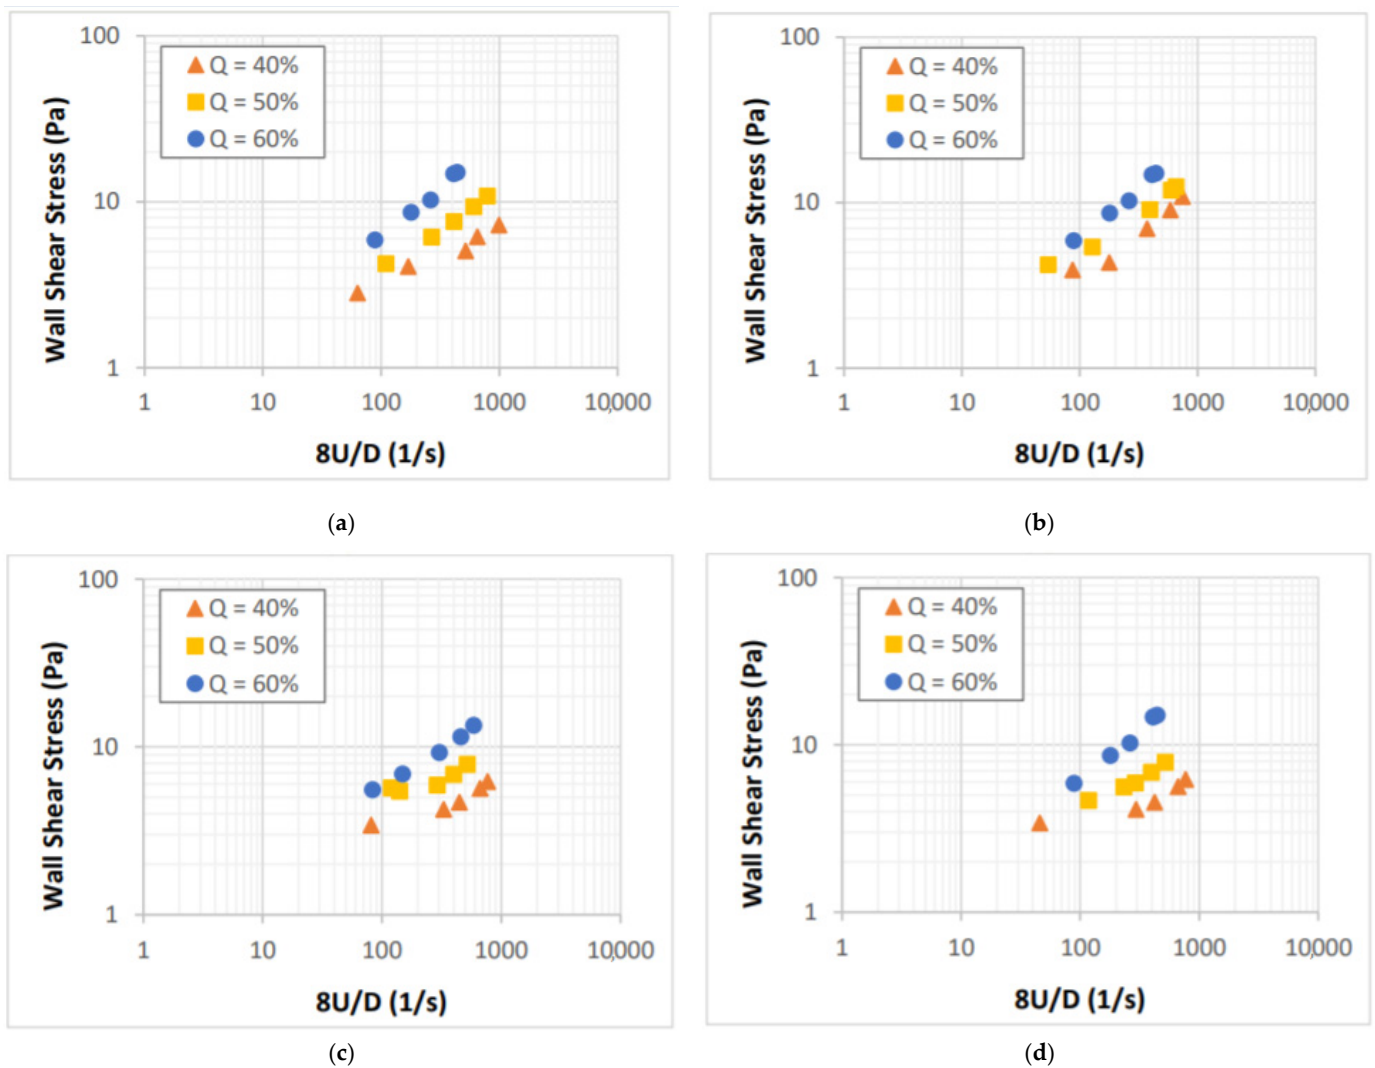 100
10
1
Wall Shear Stress (Pa)
Q = 40%
Q = 50%
Q = 60%
1 10 100 1000 10,000
8U/D (1/s)
(a)
100
10
1
Wall Shear Stress (Pa)
Q = 40%
Q = 50%
Q = 60%
1 10 100 1000 10,000
8U/D (1/s)
(b)
100
10
1
Wall Shear Stress (Pa)
Q = 40%
Q = 50%
Q = 60%
1 10 100 1000 10,000
8U/D (1/s)
(c)
100
10
1
Wall Shear Stress (Pa)
Q = 40%
Q = 50%
Q = 60%
1 10 100 1000 10,000
8U/D (1/s)
(d)